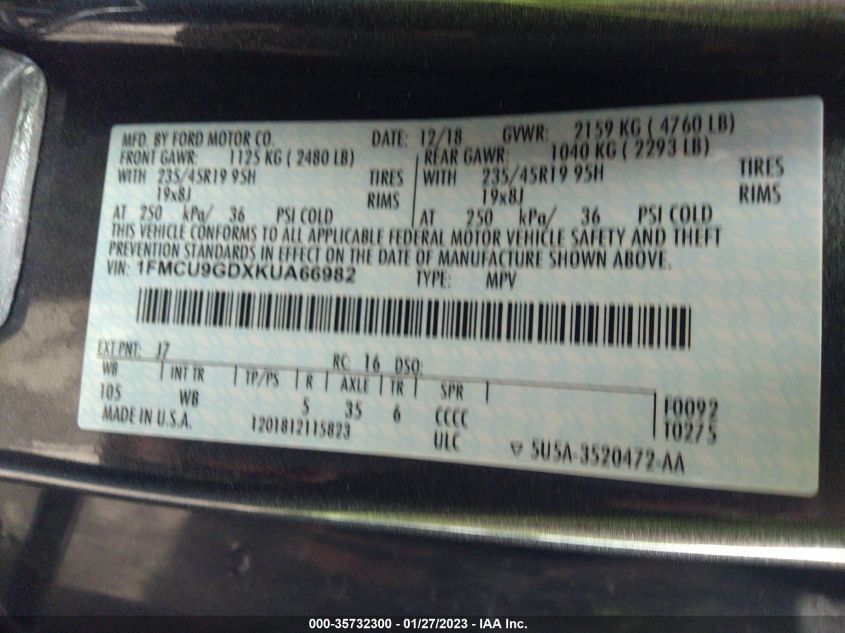 MFD. BY FORD MOTOR CO. DATE: 12/18 GVWR: 2159 KG ( 4760 LB)
FRONT GAWR: 1125 KG ( 2480 LB) REAR GAWR: 1040 KG ( 2293 LB)
WITH 235/45R19 95H TIRES WITH 235/45R19 95H TIRES
19x8J RIMS 19x8J RIMS
AT 250 kPa/ 36 PSI COLD AT 250 kPa/ 36 PSI COLD
THIS VEHICLE CONFORMS TO ALL APPLICABLE FEDERAL MOTOR VEHICLE SAFETY AND THEFT
PREVENTION STANDARDS IN EFFECT ON THE DATE OF MANUFACTURE SHOWN ABOVE.
VIN: 1FMCU9GDXKUA66982 TYPE: MPV
EXT PNT: J7 RC: 16 DSO:
WB INT TR TP/PS R AXLE TR SPR
105 WB 5 35 6 CCCC F0092
MADE IN U.S.A. 1201812115823 ULC T0275
5U5A-3520472-AA
000-35732300 - 01/27/2023 - IAA Inc.